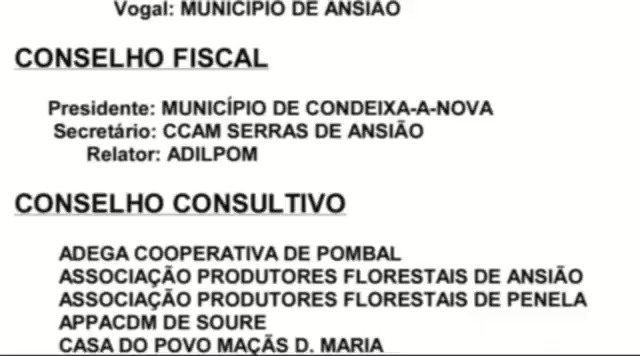 Vogal: MUNICÍPIO DE ANSIÃO
CONSELHO FISCAL
Presidente: MUNICÍPIO DE CONDEIXA-A-NOVA
Secretário: CCAM SERRAS DE ANSIÃO
Relator: ADILPOM
CONSELHO CONSULTIVO
ADEGA COOPERATIVA DE POMBAL
ASSOCIAÇÃO PRODUTORES FLORESTAIS DE ANSIÃO
ASSOCIAÇÃO PRODUTORES FLORESTAIS DE PENELA
APPACDM DE SOURE
CASA DO POVO MAÇÃS D. MARIA